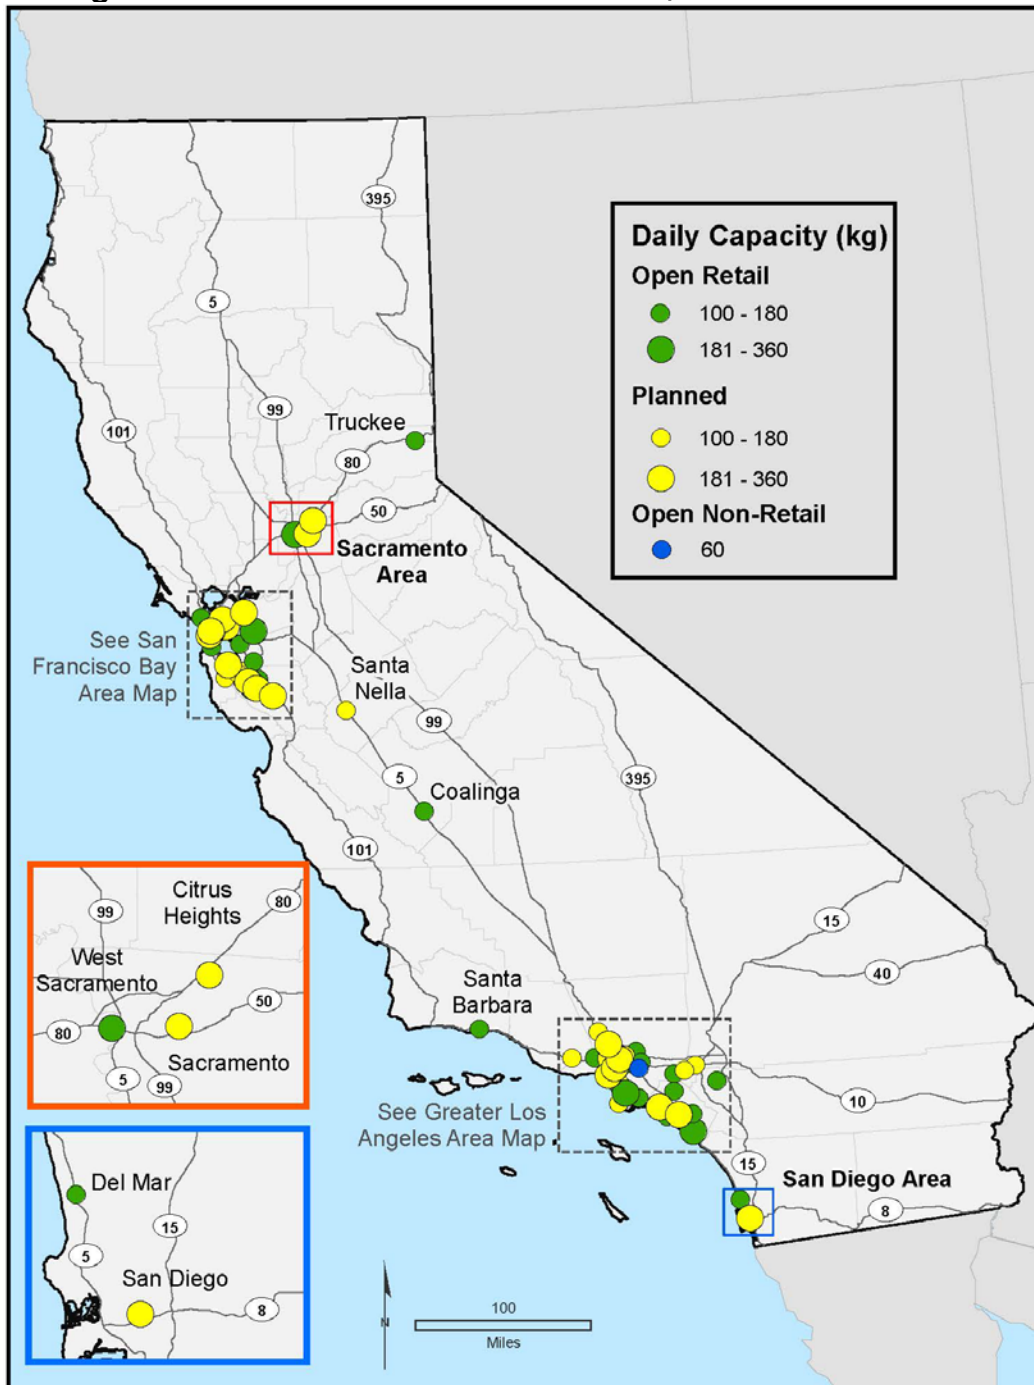 395
5
99
Truckee
101
80
50
Sacramento
Area
See San
Francisco Bay
Area Map
Santa
Nella
99
5
395
Coalinga
101
15
40
Santa
Barbara
10
See Greater Los
Angeles Area Map
15
San Diego Area
8
Daily Capacity (kg)
Open Retail
100 - 180
181 - 360
Planned
100 - 180
181 - 360
Open Non-Retail
60
Citrus
Heights
80
99
West
Sacramento
50
80
Sacramento
5
99
Del Mar
15
5
San Diego
8
N
100
Miles